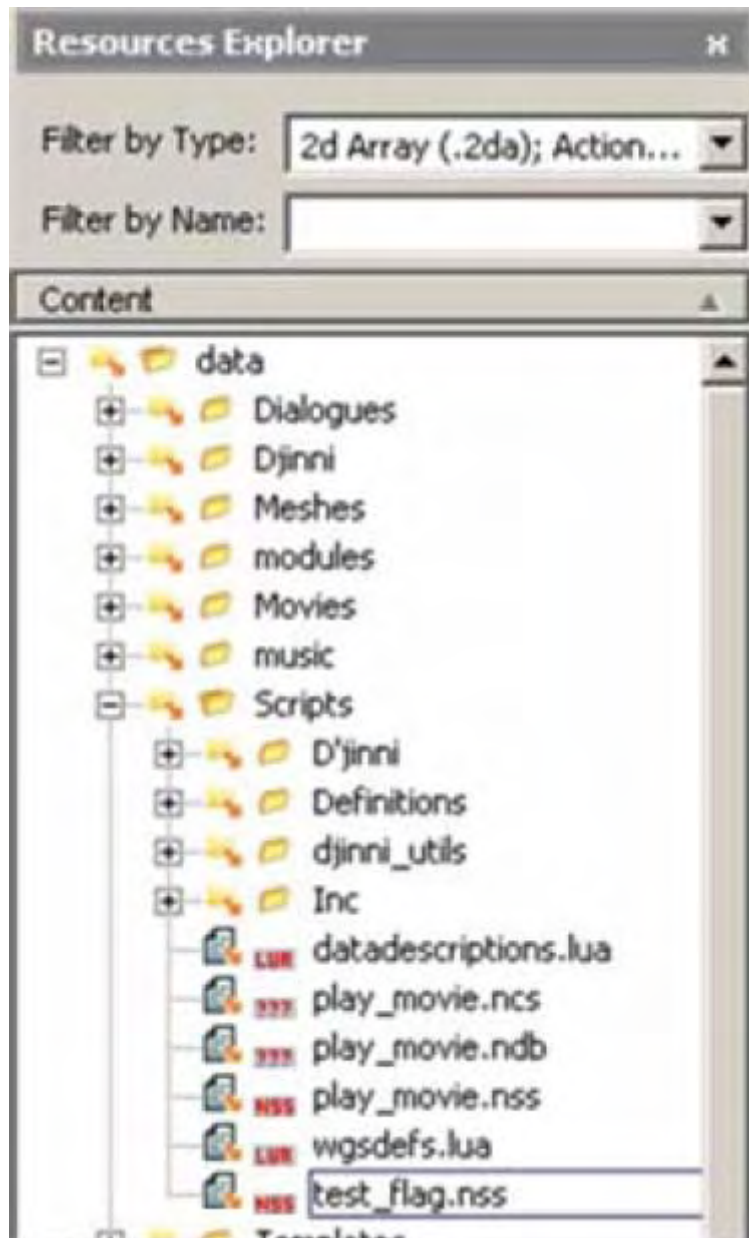 Resources Explorer
Filter by Type: 2d Array (.2da); Action...
Filter by Name:
Content
data
Dialogues
Djinni
Meshes
modules
Movies
music
Scripts
D'jinni
Definitions
djinni_utils
Inc
LUA datadescriptions.lua
??? play_movie.ncs
??? play_movie.ndb
NSS play_movie.nss
LUA wgsdefs.lua
NSS test_flag.nss
Templates